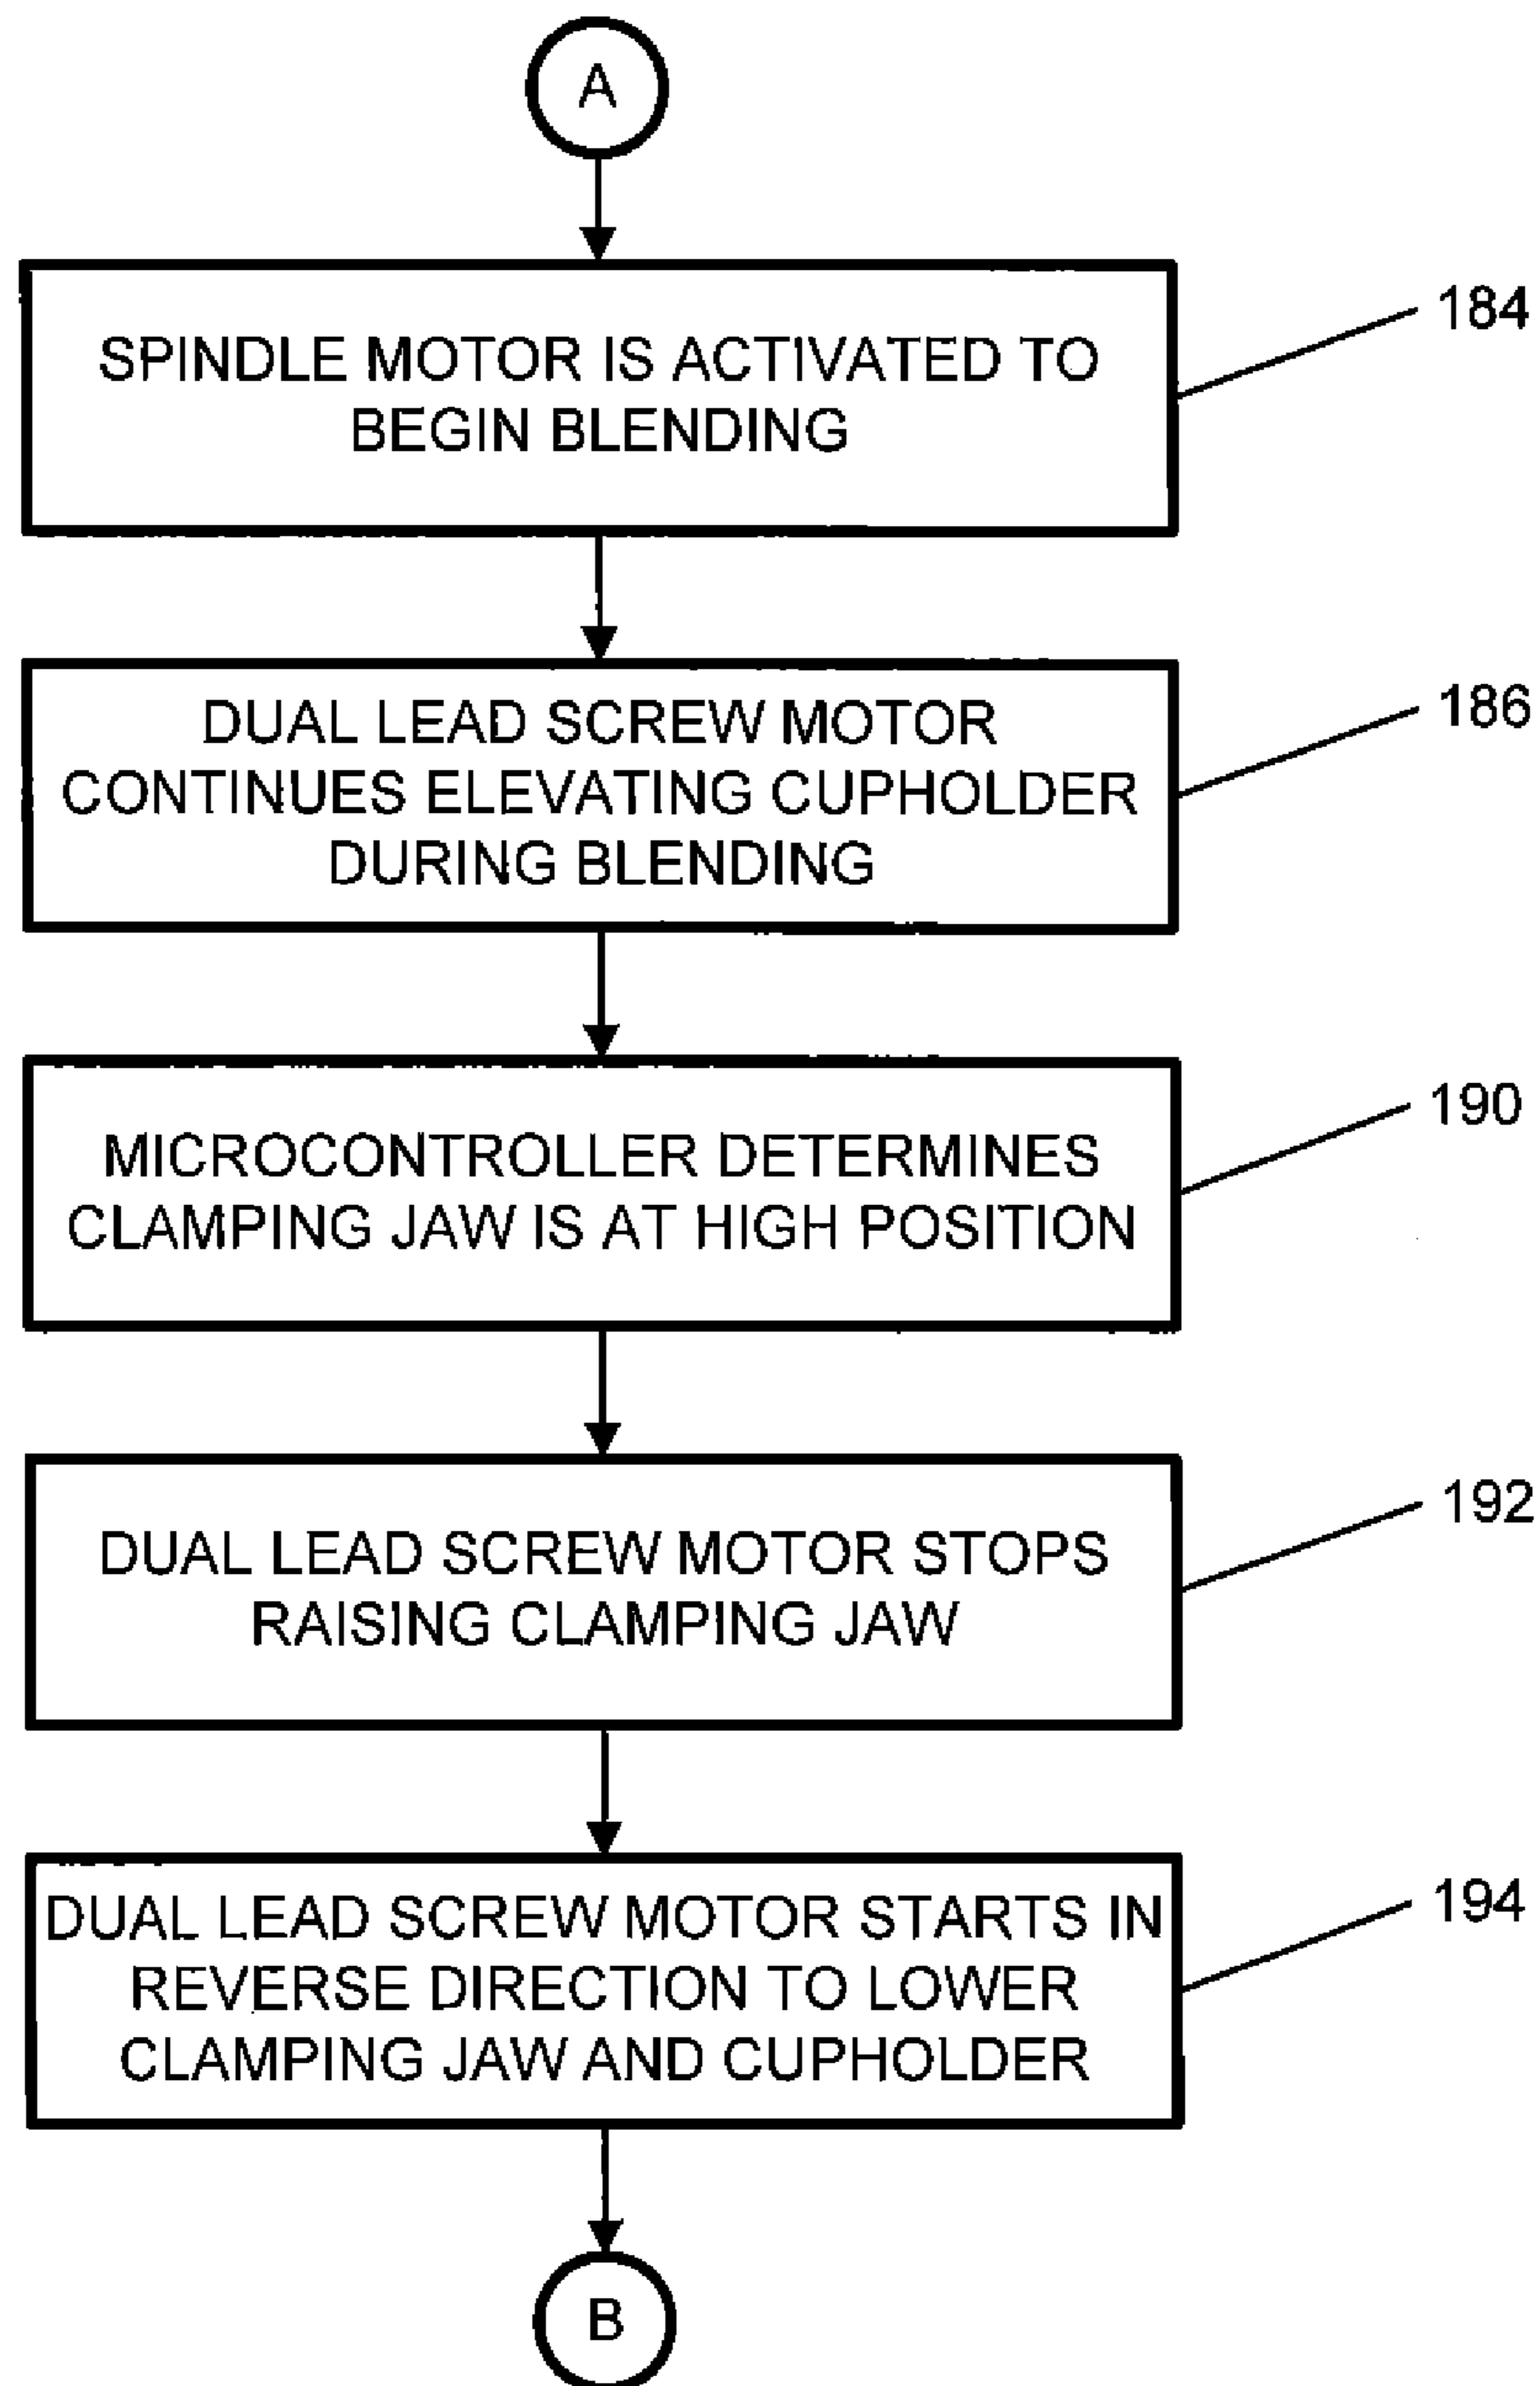 A
SPINDLE MOTOR IS ACTIVATED TO
BEGIN BLENDING
184
DUAL LEAD SCREW MOTOR
CONTINUES ELEVATING CUPHOLDER
DURING BLENDING
186
MICROCONTROLLER DETERMINES
CLAMPING JAW IS AT HIGH POSITION
190
DUAL LEAD SCREW MOTOR STOPS
RAISING CLAMPING JAW
192
DUAL LEAD SCREW MOTOR STARTS IN
REVERSE DIRECTION TO LOWER
CLAMPING JAW AND CUPHOLDER
194
B